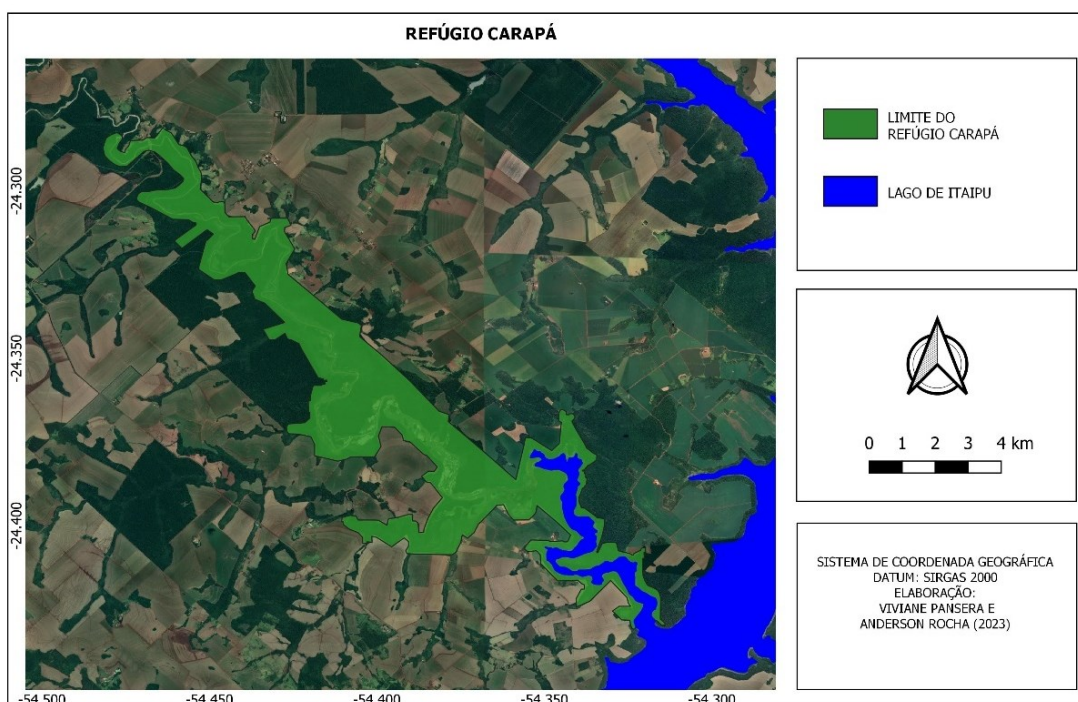 REFÚGIO CARAPÁ
LIMITE DO
REFÚGIO CARAPÁ
LAGO DE ITAIPU
-24.300
-24.350
-24.400
0 1 2 3 4 km
SISTEMA DE COORDENADA GEOGRÁFICA
DATUM: SIRGAS 2000
ELABORAÇÃO:
VIVIANE PANSERA E
ANDERSON ROCHA (2023)
-54.500 -54.450 -54.400 -54.350 -54.300